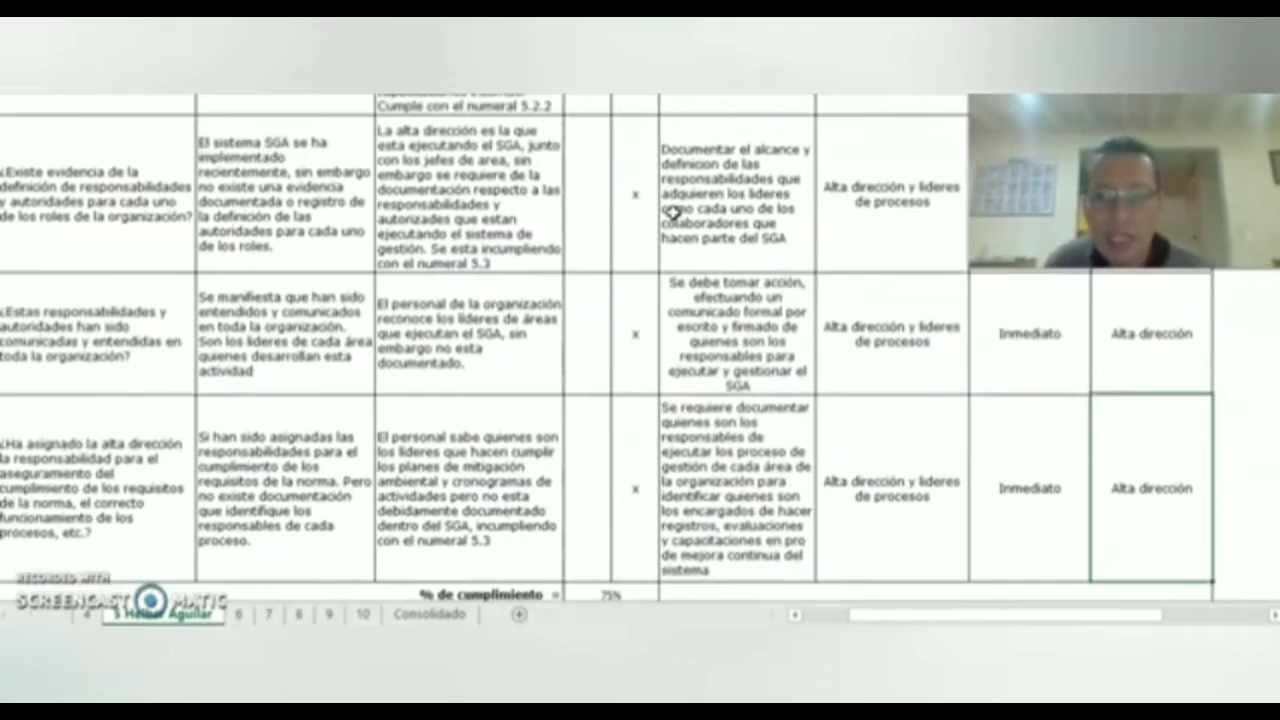 Cumple con el numeral 5.2.2
¿Existe evidencia de la
definición de responsabilidades
y autoridades para cada uno
de los roles de la organización?
El sistema SGA se ha
implementado
recientemente, sin embargo
no existe una evidencia
documentada o registro de
la definición de las
autoridades para cada uno
de los roles.
La alta dirección es la que
esta ejecutando el SGA, junto
con los jefes de area, sin
embargo se requiere de la
documentación respecto a las
responsabilidades y
autorizades que estan
ejecutando el sistema de
gestión. Se esta incumpliendo
con el numeral 5.3
x
Documentar el alcance y
definicion de las
responsabilidades que
adquieren los lideres
como cada uno de los
colaboradores que
hacen parte del SGA
Alta dirección y lideres
de procesos
¿Estas responsabilidades y
autoridades han sido
comunicadas y entendidas en
toda la organización?
Se manifiesta que han sido
entendidos y comunicados
en toda la organización.
Son los lideres de cada área
quienes desarrollan esta
actividad
El personal de la organización
reconoce los líderes de áreas
que ejecutan el SGA, sin
embargo no esta
documentado.
x
Se debe tomar acción,
efectuando un
comunicado formal por
escrito y firmado de
quienes son los
responsables para
ejecutar y gestionar el
SGA
Alta dirección y lideres
de procesos
Inmediato
Alta dirección
¿Ha asignado la alta dirección
la responsabilidad para el
aseguramiento del
cumplimiento de los requisitos
de la norma, el correcto
funcionamiento de los
procesos, etc.?
Si han sido asignadas las
responsabilidades para el
cumplimiento de los
requisitos de la norma. Pero
no existe documentación
que identifique los
responsables de cada
proceso.
El personal sabe quienes son
los líderes que hacen cumplir
los planes de mitigación
ambiental y cronogramas de
actividades pero no esta
debidamente documentado
dentro del SGA, incumpliendo
con el numeral 5.3
x
Se requiere documentar
quienes son los
responsables de
ejecutar los proceso de
gestión de cada área de
la organización para
identificar quienes son
los encargados de hacer
registros, evaluaciones
y capacitaciones en pro
de mejora continua del
sistema
Alta dirección y lideres
de procesos
Inmediato
Alta dirección
% de cumplimiento =
75%
RECORDED WITH
SCREENCAST MATIC
4
5 Aguilar
6
7
8
9
10
Consolidado